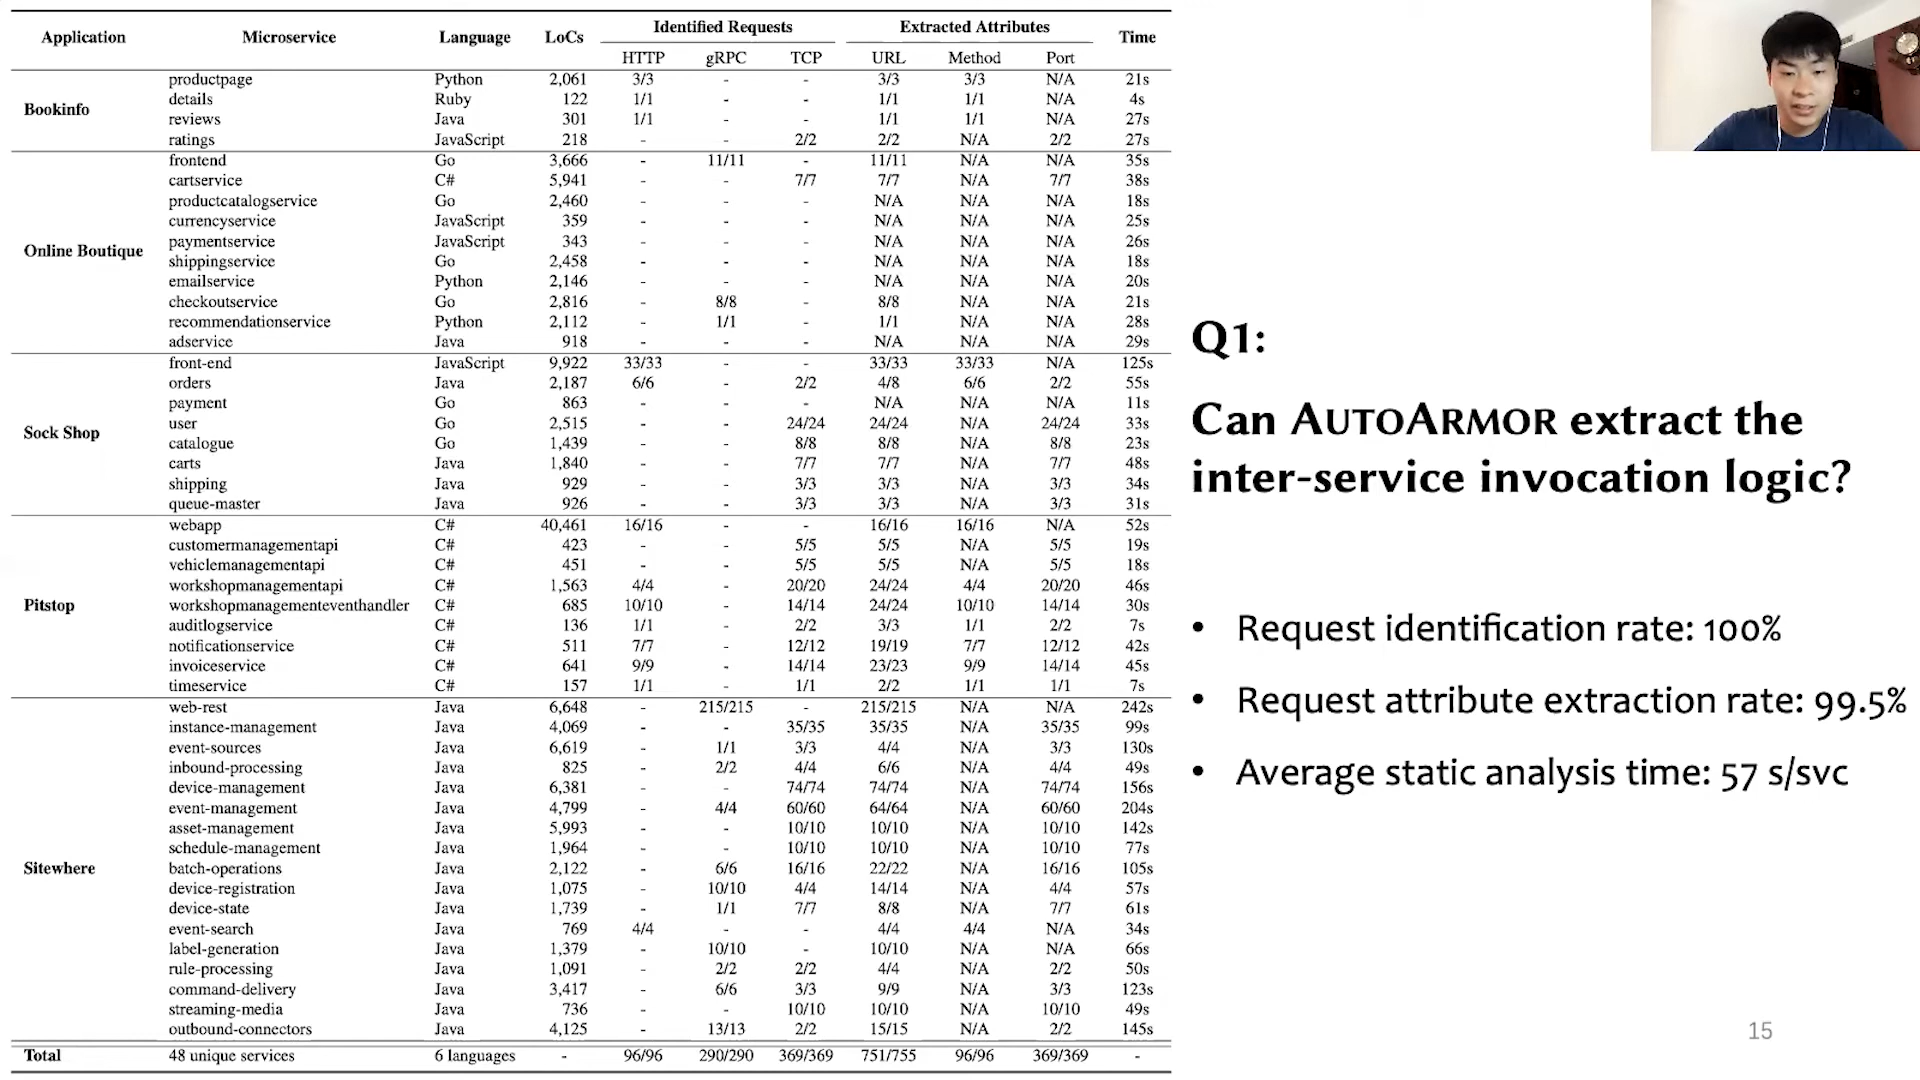 Application Microservice Language LoCs Identified Requests Extracted Attributes Time
HTTP gRPC TCP URL Method Port
Bookinfo
productpage Python 2,061 3/3 - - 3/3 3/3 N/A 21s
details Ruby 122 1/1 - - 1/1 1/1 N/A 4s
reviews Java 301 1/1 - - 1/1 1/1 N/A 27s
ratings JavaScript 218 - - 2/2 2/2 N/A 2/2 27s
Online Boutique
frontend Go 3,666 - 11/11 - 11/11 N/A N/A 35s
cartservice C# 5,941 - - 7/7 7/7 N/A 7/7 38s
productcatalogservice Go 2,460 - - - N/A N/A N/A 18s
currencyservice JavaScript 359 - - - N/A N/A N/A 25s
paymentservice JavaScript 343 - - - N/A N/A N/A 26s
shippingservice Go 2,458 - - - N/A N/A N/A 18s
emailservice Python 2,146 - - - N/A N/A N/A 20s
checkoutservice Go 2,816 - 8/8 - 8/8 N/A N/A 21s
recommendationservice Python 2,112 - 1/1 - 1/1 N/A N/A 28s
adservice Java 918 - - - N/A N/A N/A 29s
Sock Shop
front-end JavaScript 9,922 33/33 - - 33/33 33/33 N/A 125s
orders Java 2,187 6/6 - 2/2 4/8 6/6 2/2 55s
payment Go 863 - - - N/A N/A N/A 11s
user Go 2,515 - - 24/24 24/24 N/A 24/24 33s
catalogue Go 1,439 - - 8/8 8/8 N/A 8/8 23s
carts Java 1,840 - - 7/7 7/7 N/A 7/7 48s
shipping Java 929 - - 3/3 3/3 N/A 3/3 34s
queue-master Java 926 - - 3/3 3/3 N/A 3/3 31s
Pitstop
webapp C# 40,461 16/16 - - 16/16 16/16 N/A 52s
customermanagementapi C# 423 - - 5/5 5/5 N/A 5/5 19s
vehiclemanagementapi C# 451 - - 5/5 5/5 N/A 5/5 18s
workshopmanagementapi C# 1,563 4/4 - 20/20 24/24 4/4 20/20 46s
workshopmanagementeventhandler C# 685 10/10 - 14/14 24/24 10/10 14/14 30s
auditlogservice C# 136 1/1 - 2/2 3/3 1/1 2/2 7s
notificationservice C# 511 7/7 - 12/12 19/19 7/7 12/12 42s
invoiceservice C# 641 9/9 - 14/14 23/23 9/9 14/14 45s
timeservice C# 157 1/1 - 1/1 2/2 1/1 1/1 7s
Sitewhere
web-rest Java 6,648 - 215/215 - 215/215 N/A N/A 242s
instance-management Java 4,069 - - 35/35 35/35 N/A 35/35 99s
event-sources Java 6,619 - 1/1 3/3 4/4 N/A 3/3 130s
inbound-processing Java 825 - 2/2 4/4 6/6 N/A 4/4 49s
device-management Java 6,381 - - 74/74 74/74 N/A 74/74 156s
event-management Java 4,799 - 4/4 60/60 64/64 N/A 60/60 204s
asset-management Java 5,993 - - 10/10 10/10 N/A 10/10 142s
schedule-management Java 1,964 - - 10/10 10/10 N/A 10/10 77s
batch-operations Java 2,122 - 6/6 16/16 22/22 N/A 16/16 105s
device-registration Java 1,075 - 10/10 4/4 14/14 N/A 4/4 57s
device-state Java 1,739 - 1/1 7/7 8/8 N/A 7/7 61s
event-search Java 769 4/4 - - 4/4 4/4 N/A 34s
label-generation Java 1,379 - 10/10 - 10/10 N/A N/A 66s
rule-processing Java 1,091 - 2/2 2/2 4/4 N/A 2/2 50s
command-delivery Java 3,417 - 6/6 3/3 9/9 N/A 3/3 123s
streaming-media Java 736 - - 10/10 10/10 N/A 10/10 49s
outbound-connectors Java 4,125 - 13/13 2/2 15/15 N/A 2/2 145s
Total 48 unique services 6 languages - 96/96 290/290 369/369 751/755 96/96 369/369 -
Q1:
Can AUTOARMOR extract the
inter-service invocation logic?
• Request identification rate: 100%
• Request attribute extraction rate: 99.5%
• Average static analysis time: 57 s/svc
15